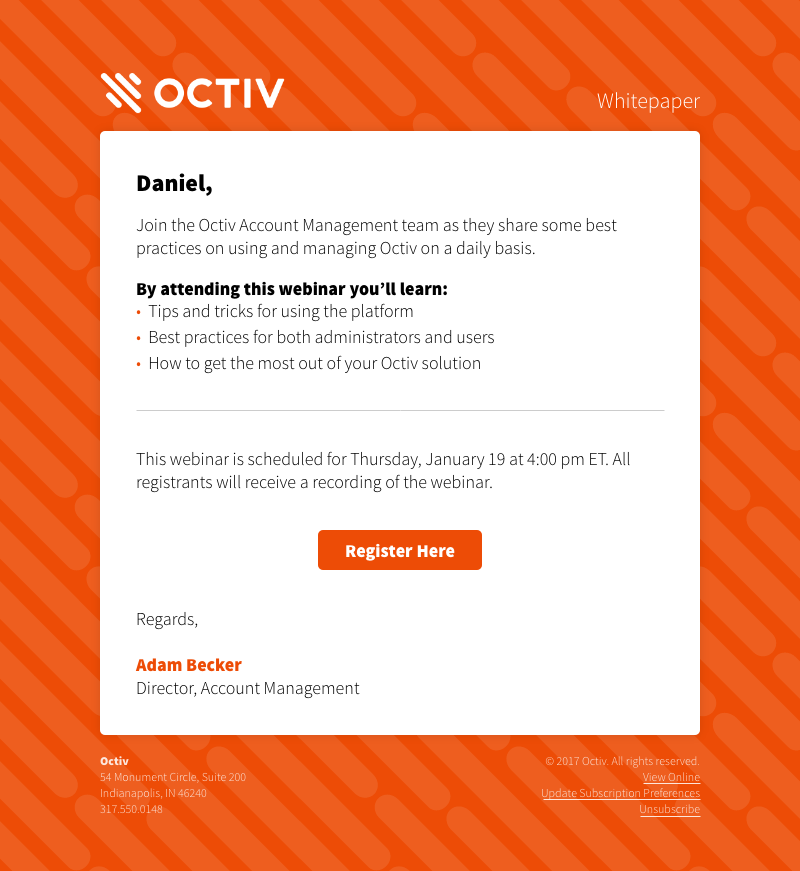 OCTIV
Whitepaper
Daniel,
Join the Octiv Account Management team as they share some best
practices on using and managing Octiv on a daily basis.
By attending this webinar you’ll learn:
• Tips and tricks for using the platform
• Best practices for both administrators and users
• How to get the most out of your Octiv solution
This webinar is scheduled for Thursday, January 19 at 4:00 pm ET. All
registrants will receive a recording of the webinar.
Register Here
Regards,
Adam Becker
Director, Account Management
Octiv
54 Monument Circle, Suite 200
Indianapolis, IN 46240
317.550.0148
© 2017 Octiv. All rights reserved.
View Online
Update Subscription Preferences
Unsubscribe